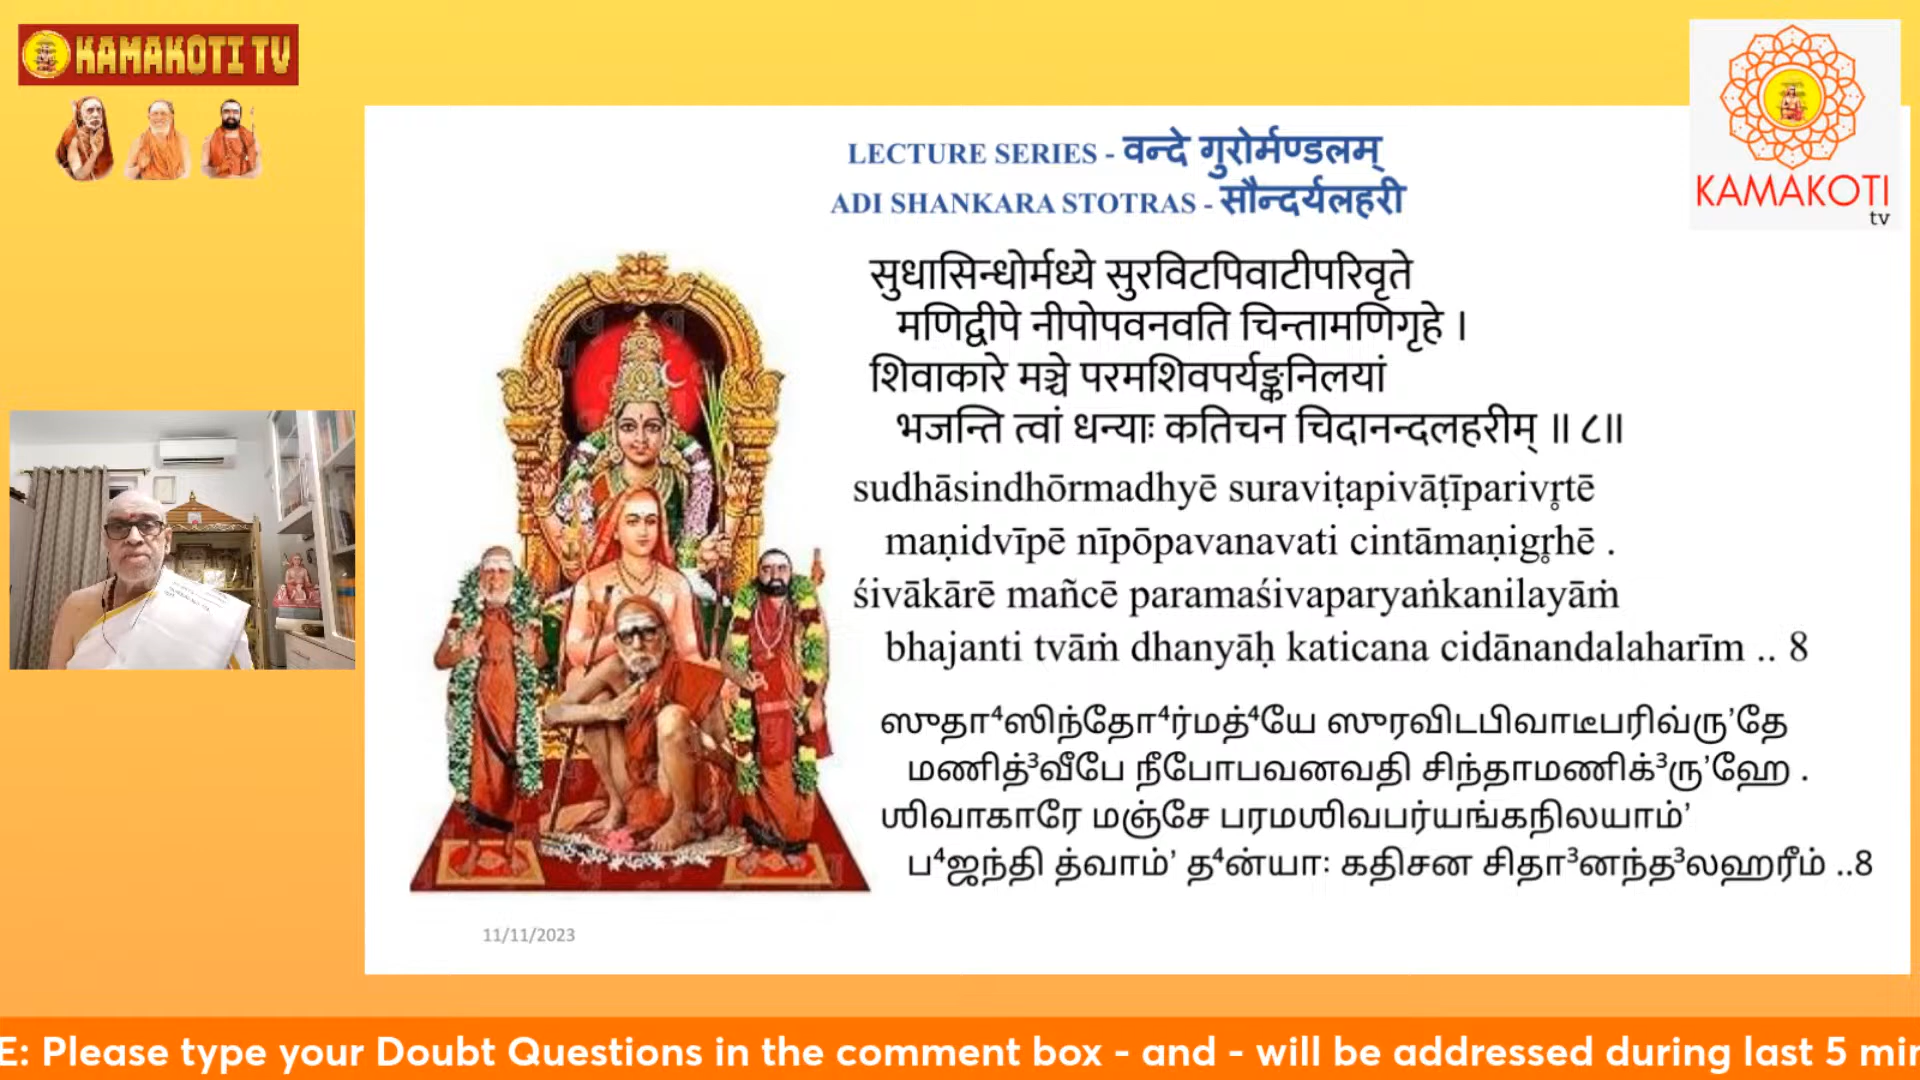 KAMAKOTI TV
KAMAKOTI
tv
LECTURE SERIES - वन्दे गुरोर्मण्डलम्
ADI SHANKARA STOTRAS - सौन्दर्यलहरी
सुधासिन्धोर्मध्ये सुरविटपिवाटीपरिवृते
मणिद्वीपे नीपोपवनवति चिन्तामणिगृहे ।
शिवाकारे मञ्चे परमशिवपर्यङ्कनिलयां
भजन्ति त्वां धन्याः कतिचन चिदानन्दलहरीम् ॥ ८॥
sudhāsindhōrmadhyē suraviṭapivāṭīparivr̥tē
maṇidvīpē nīpōpavanavati cintāmaṇigr̥hē .
śivākārē mañcē paramaśivaparyaṅkanilayāṁ
bhajanti tvāṁ dhanyāḥ katicana cidānandalaharīm .. 8
ஸுதா⁴ஸிந்தோ⁴ர்மத்⁴யே ஸுரவிடபிவாடீபரிவ்ருʼதே
மணித்³வீபே நீபோபவனவதி சிந்தாமணிக்³ருʼஹே .
ஶிவாகாரே மஞ்சே பரமஶிவபர்யங்கநிலயாம்ʼ
ப⁴ஜந்தி த்வாம்ʼ த⁴ன்யா꞉ கதிசன சிதா³னந்த³லஹரீம் ..8
11/11/2023
E: Please type your Doubt Questions in the comment box - and - will be addressed during last 5 min